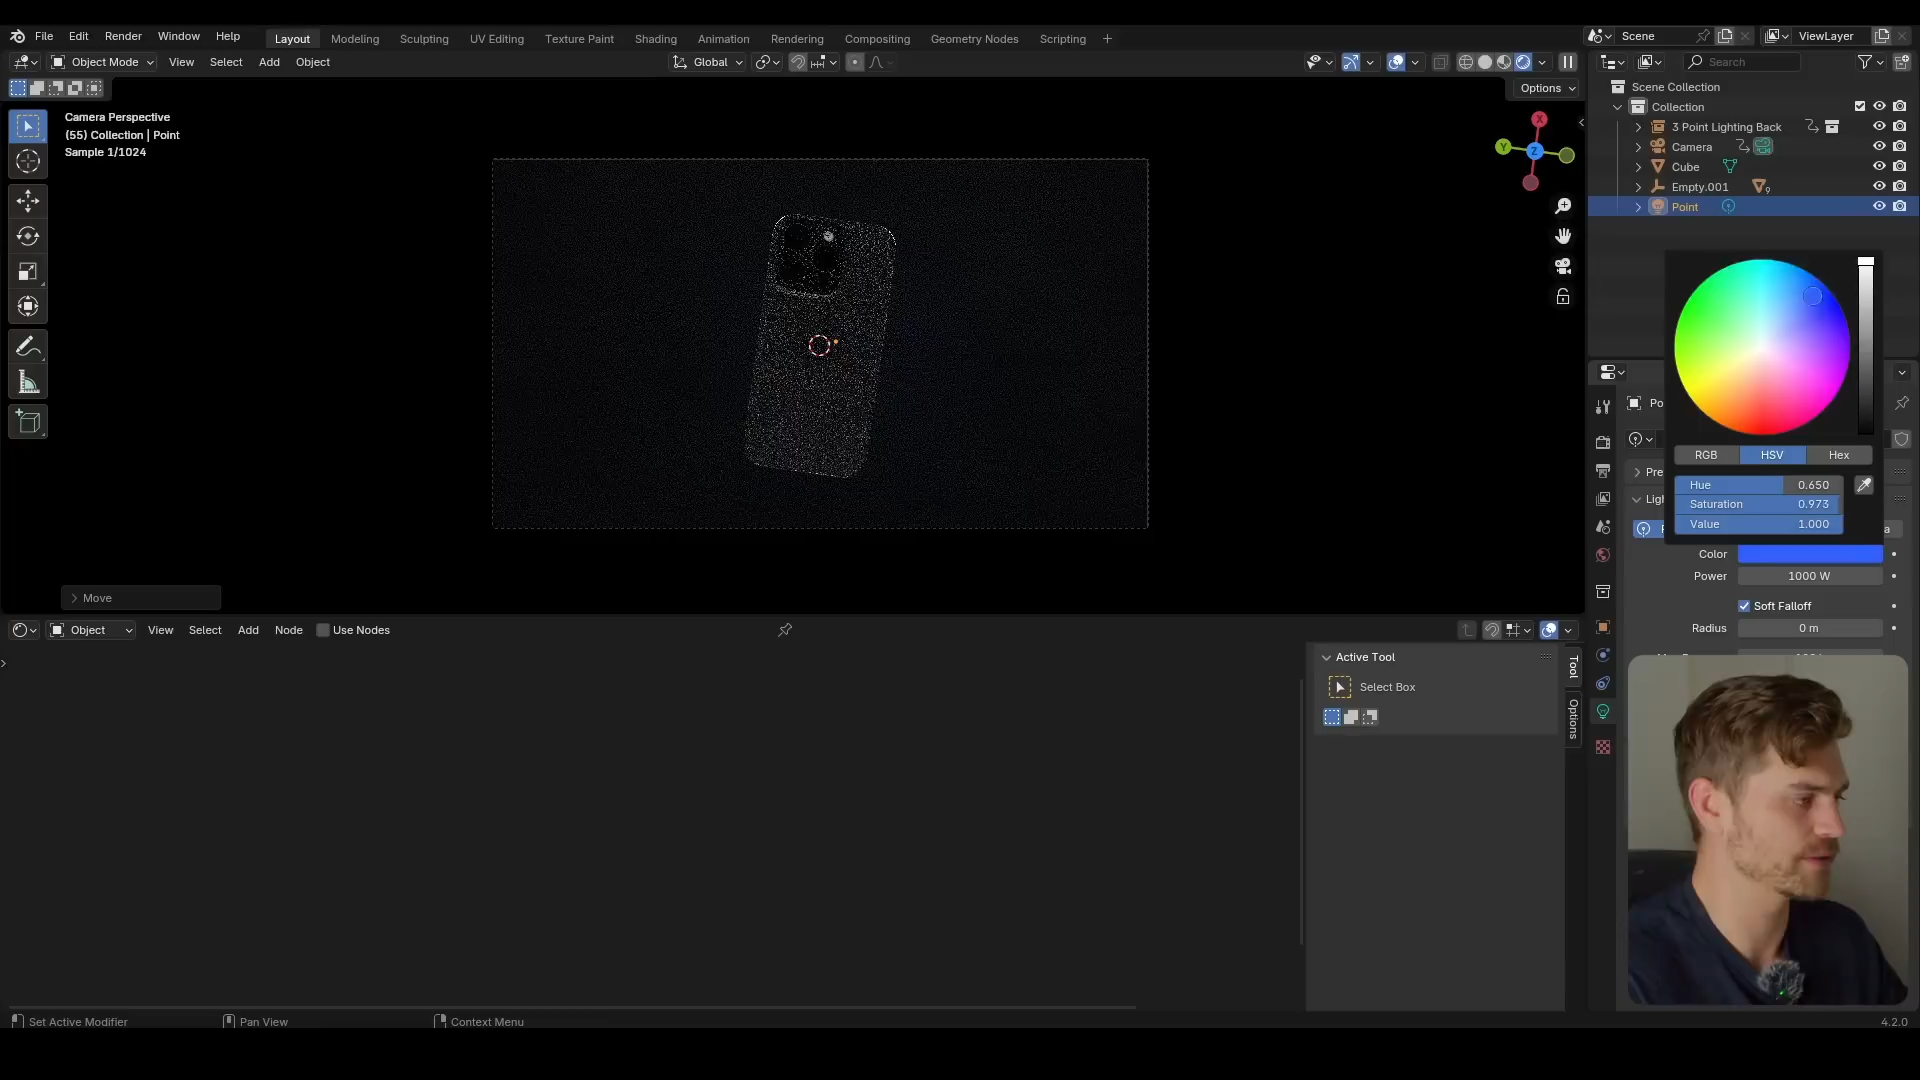 File Edit Render Window Help Layout Modeling Sculpting UV Editing Texture Paint Shading Animation Rendering Compositing Geometry Nodes Scripting + Scene ViewLayer
Object Mode View Select Add Object Global Search
Options
Scene Collection
Collection
3 Point Lighting Back
Camera
Cube
Empty.001
Point
Camera Perspective
(55) Collection | Point
Sample 1/1024
X
Y
Z
RGB HSV Hex
Hue 0.650
Saturation 0.973
Value 1.000
Po
Pre
Ligh
a
Color
Power 1000 W
Soft Falloff
Radius 0 m
Move
Object View Select Add Node Use Nodes
Active Tool
Select Box
Tool
Options
Set Active Modifier Pan View Context Menu 4.2.0